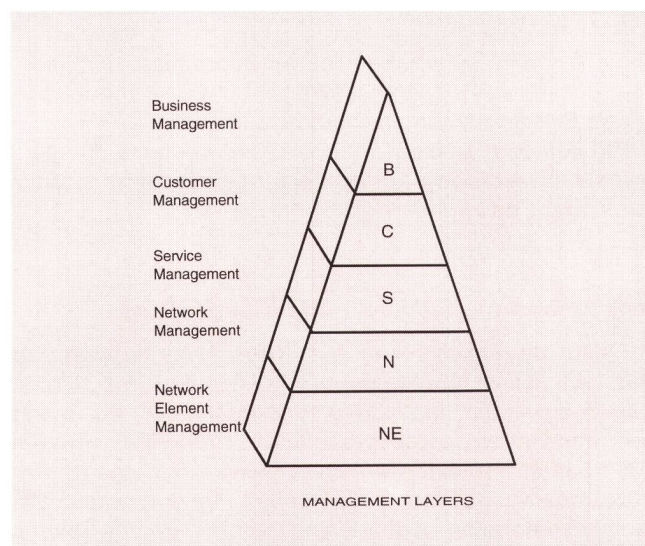 Business
Management
B
Customer
Management
C
Service
Management
S
Network
Management
N
Network
Element
Management
NE
MANAGEMENT LAYERS